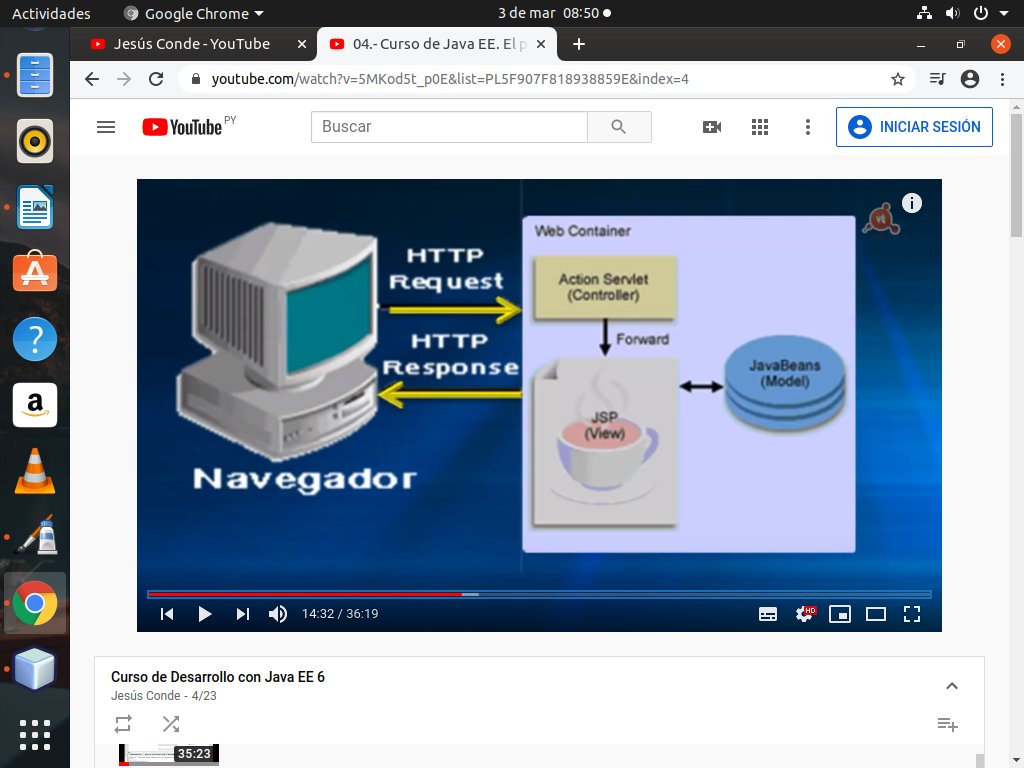 Actividades
Google Chrome
3 de mar 08:50
Jesús Conde - YouTube
04.- Curso de Java EE. El p
youtube.com/watch?v=5MKod5t_p0E&list=PL5F907F818938859E&index=4
YouTube PY
Buscar
INICIAR SESIÓN
HTTP
Request
HTTP
Response
Navegador
Web Container
Action Servlet
(Controller)
Forward
JSP
(View)
JavaBeans
(Model)
14:32 / 36:19
HD
Curso de Desarrollo con Java EE 6
Jesús Conde - 4/23
35:23